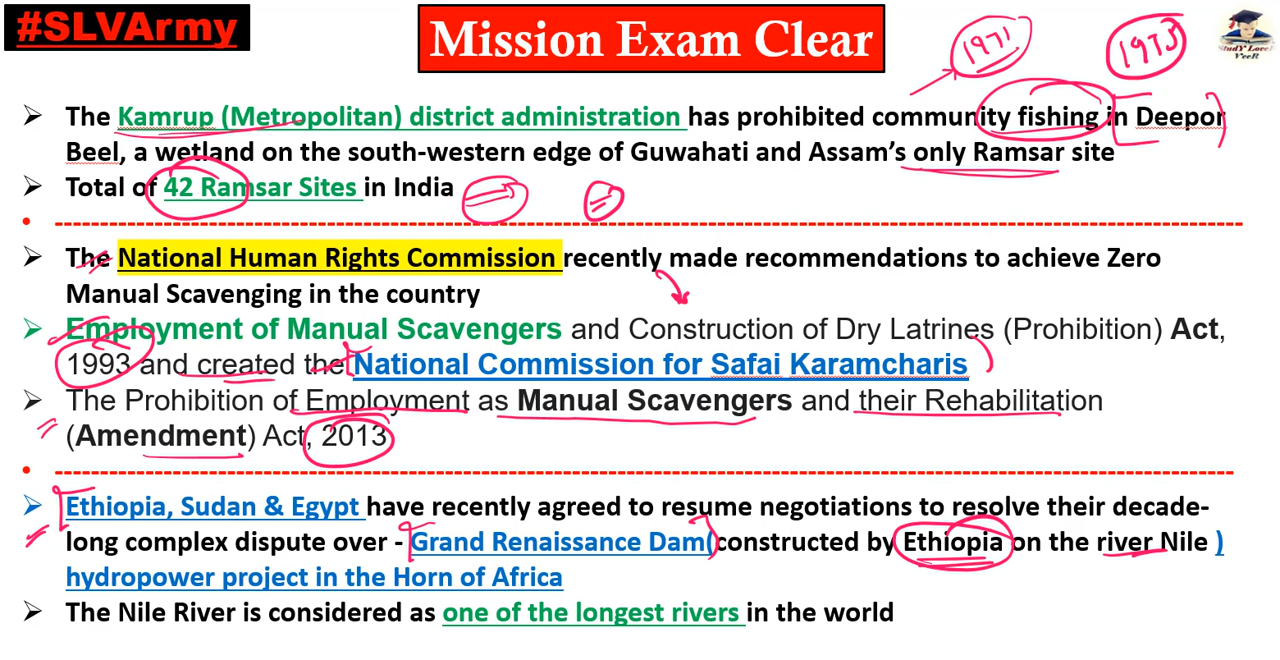 #SLVArmy
Mission Exam Clear
1971
1975
StudY LoveR
VeeR
➢ The Kamrup (Metropolitan) district administration has prohibited community fishing in Deepor
Beel, a wetland on the south-western edge of Guwahati and Assam’s only Ramsar site
➢ Total of 42 Ramsar Sites in India
➢ The National Human Rights Commission recently made recommendations to achieve Zero
Manual Scavenging in the country
➢ Employment of Manual Scavengers and Construction of Dry Latrines (Prohibition) Act,
1993 and created the National Commission for Safai Karamcharis
➢ The Prohibition of Employment as Manual Scavengers and their Rehabilitation
(Amendment) Act, 2013
➢ Ethiopia, Sudan & Egypt have recently agreed to resume negotiations to resolve their decade-
long complex dispute over - Grand Renaissance Dam(constructed by Ethiopia on the river Nile )
hydropower project in the Horn of Africa
➢ The Nile River is considered as one of the longest rivers in the world